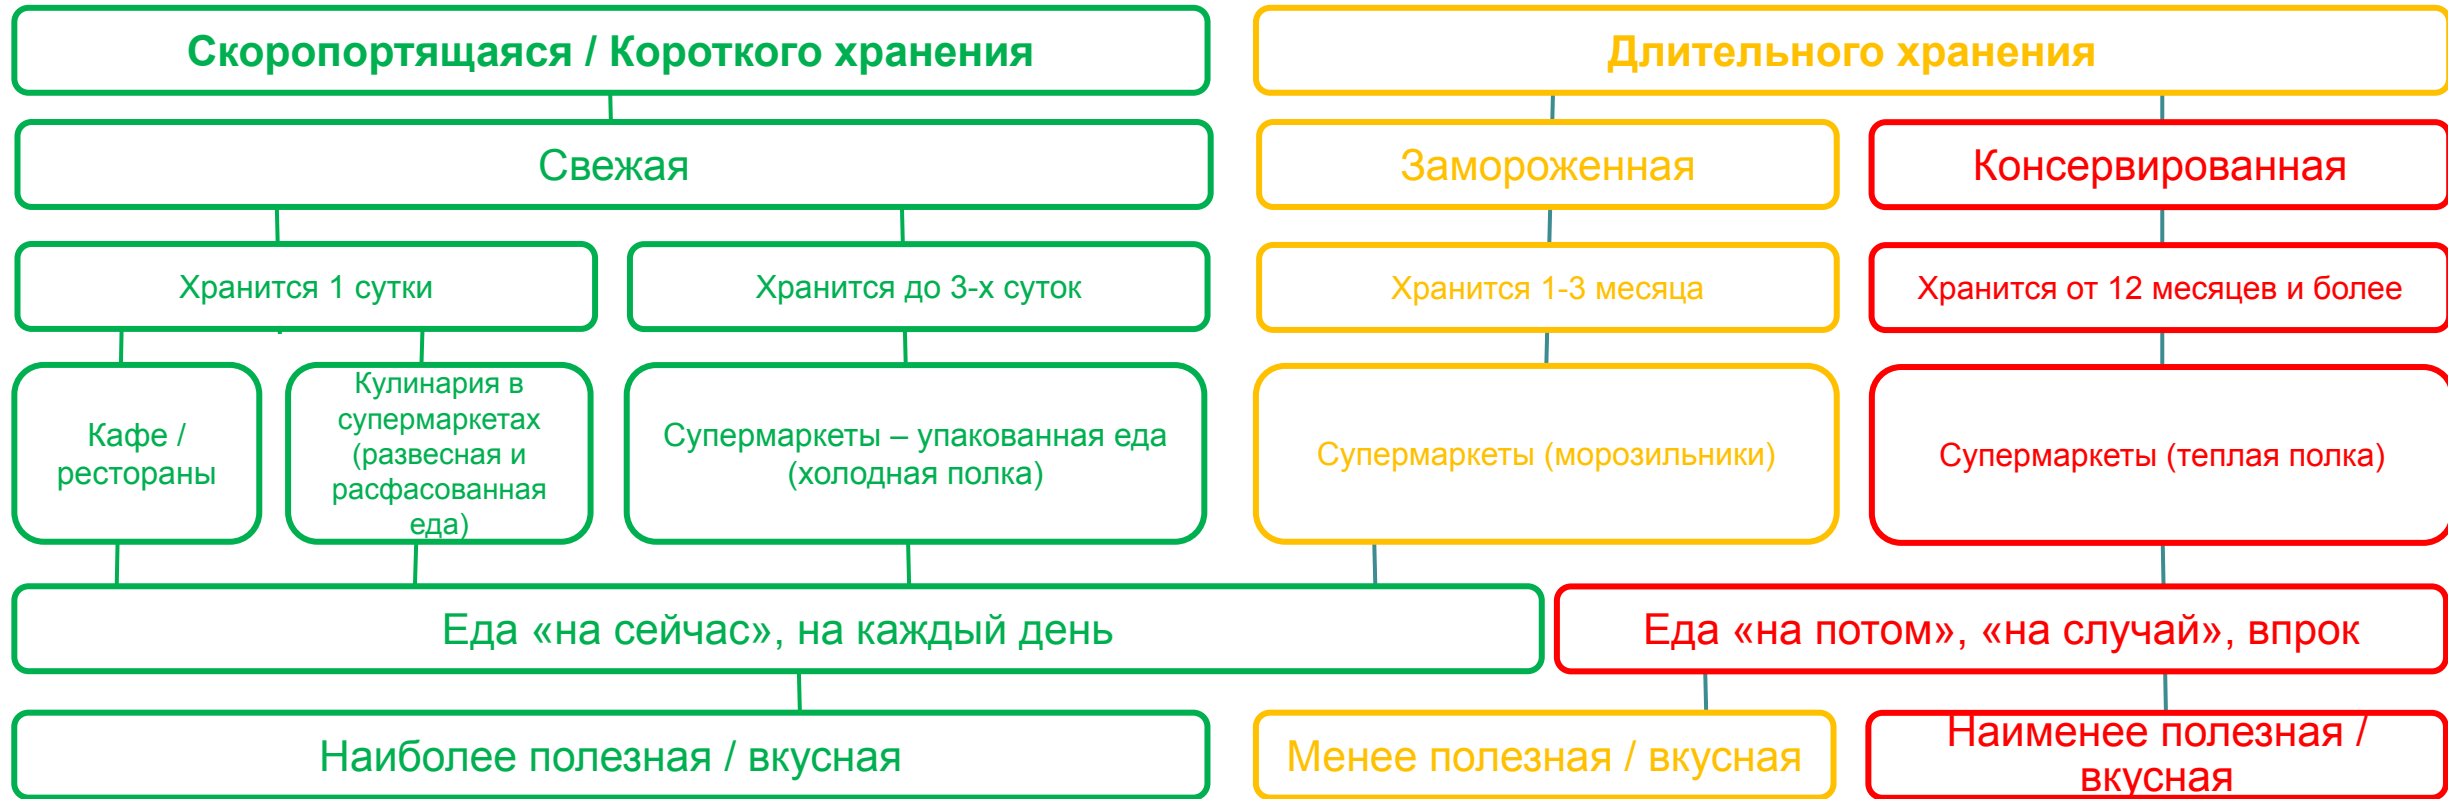 Скоропортящаяся / Короткого хранения
Длительного хранения
Свежая
Замороженная
Консервированная
Хранится 1 сутки
Хранится до 3-х суток
Хранится 1-3 месяца
Хранится от 12 месяцев и более
Кафе /
рестораны
Кулинария в
супермаркетах
(развесная и
расфасованная
еда)
Супермаркеты – упакованная еда
(холодная полка)
Супермаркеты (морозильники)
Супермаркеты (теплая полка)
Еда «на сейчас», на каждый день
Еда «на потом», «на случай», впрок
Наиболее полезная / вкусная
Менее полезная / вкусная
Наименее полезная /
вкусная